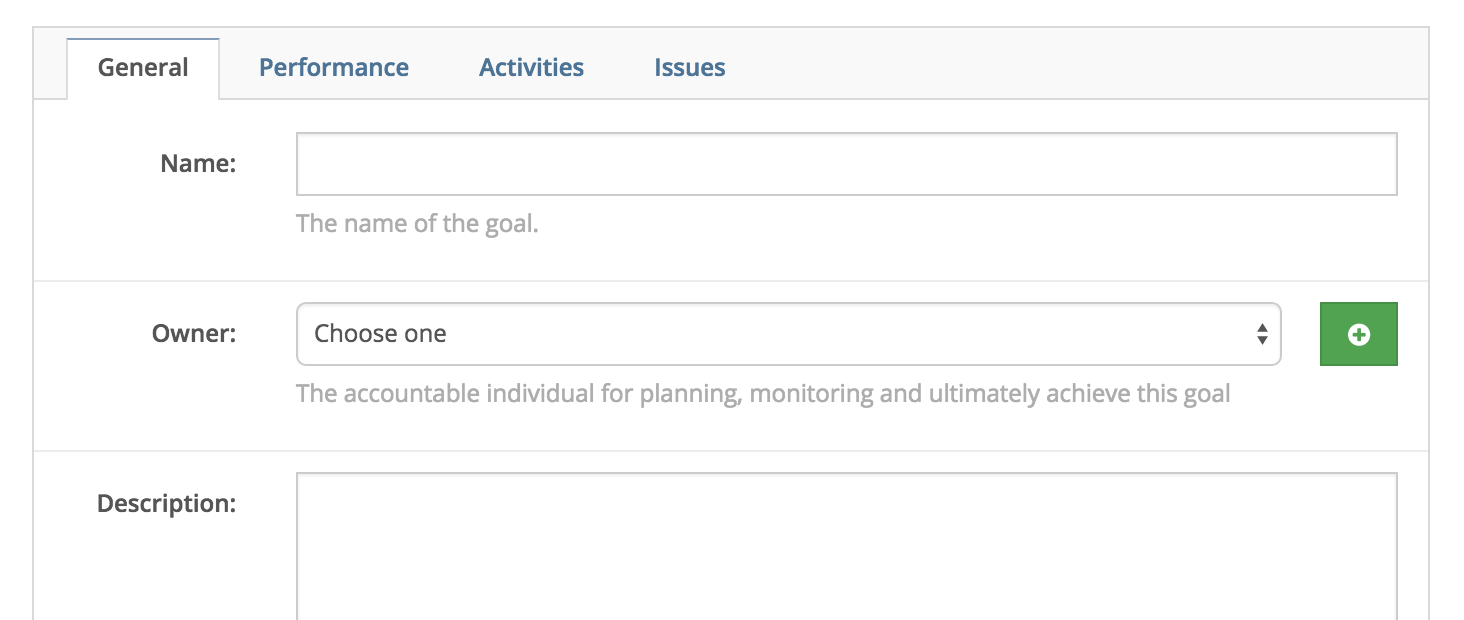 General Performance Activities Issues
Name:
The name of the goal.
Owner: Choose one
The accountable individual for planning, monitoring and ultimately achieve this goal
Description: